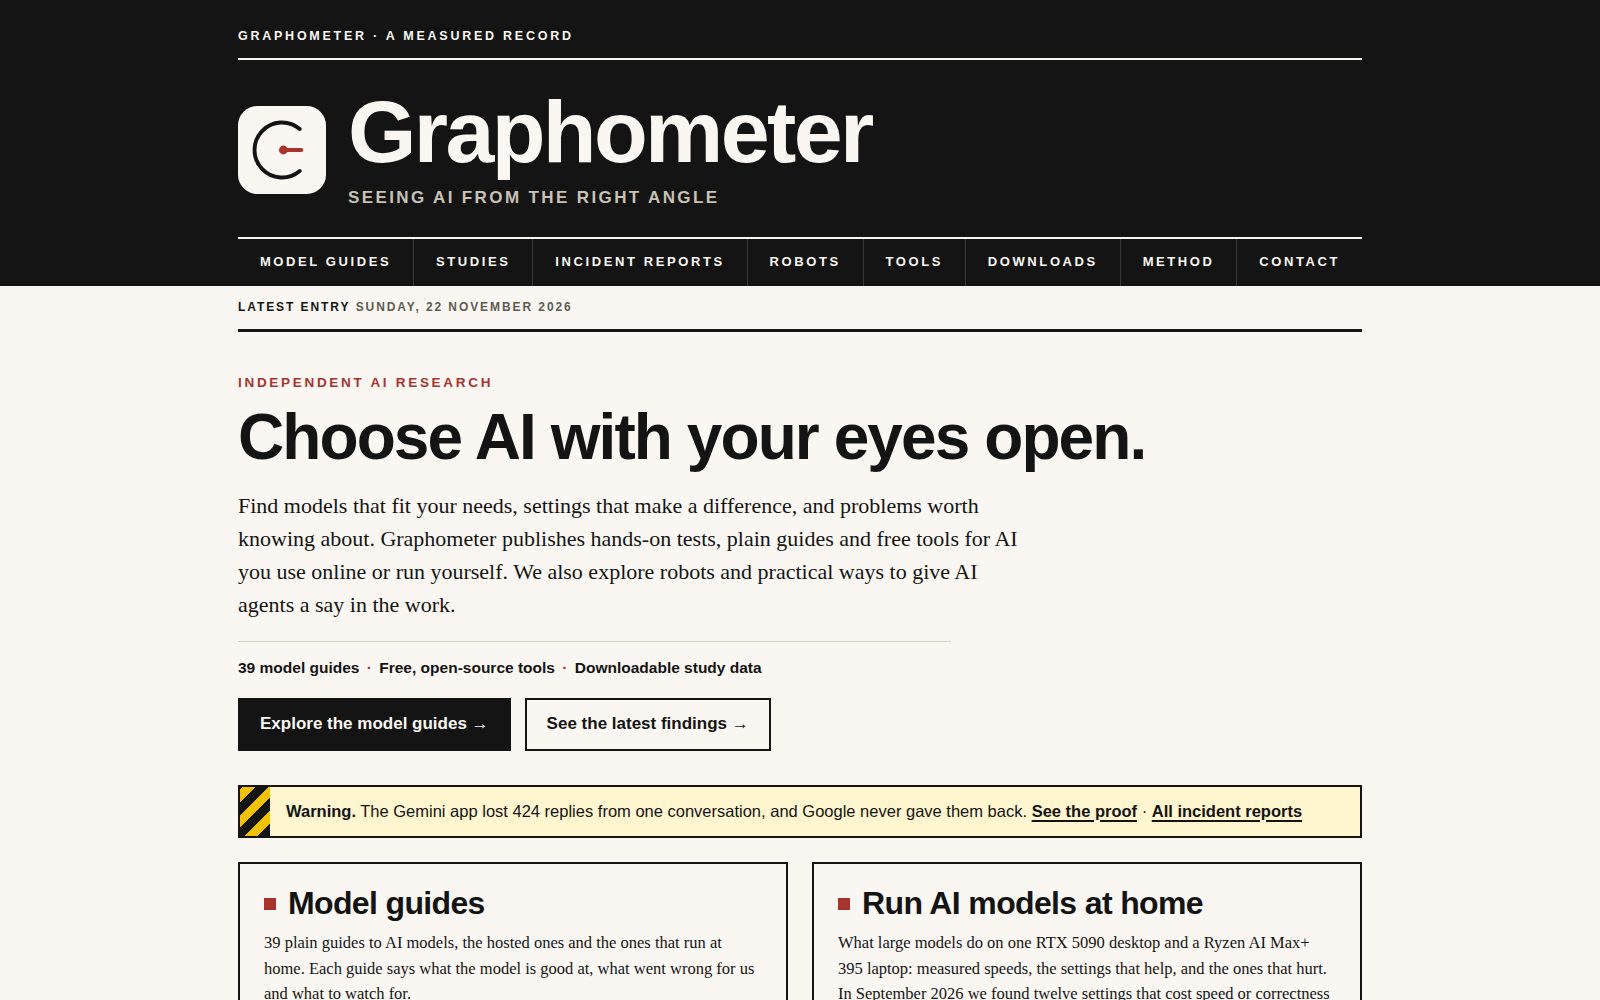 GRAPHOMETER · A MEASURED RECORD
Graphometer
SEEING AI FROM THE RIGHT ANGLE
MODEL GUIDES STUDIES INCIDENT REPORTS ROBOTS TOOLS DOWNLOADS METHOD CONTACT
LATEST ENTRY SUNDAY, 22 NOVEMBER 2026
INDEPENDENT AI RESEARCH
Choose AI with your eyes open.
Find models that fit your needs, settings that make a difference, and problems worth
knowing about. Graphometer publishes hands-on tests, plain guides and free tools for AI
you use online or run yourself. We also explore robots and practical ways to give AI
agents a say in the work.
39 model guides · Free, open-source tools · Downloadable study data
Explore the model guides → See the latest findings →
Warning. The Gemini app lost 424 replies from one conversation, and Google never gave them back. See the proof · All incident reports
Model guides
39 plain guides to AI models, the hosted ones and the ones that run at
home. Each guide says what the model is good at, what went wrong for us
and what to watch for.
Run AI models at home
What large models do on one RTX 5090 desktop and a Ryzen AI Max+
395 laptop: measured speeds, the settings that help, and the ones that hurt.
In September 2026 we found twelve settings that cost speed or correctness